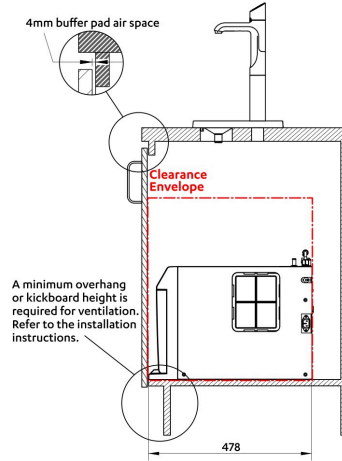 4mm buffer pad air space
Clearance
Envelope
A minimum overhang
or kickboard height is
required for ventilation.
Refer to the installation
instructions.
478